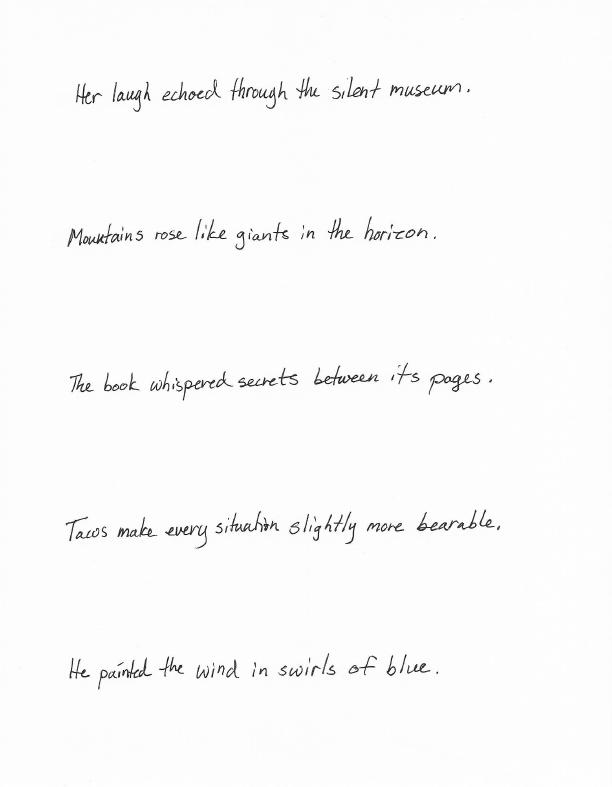 Her laugh echoed through the silent museum.
Mountains rose like giants in the horizon.
The book whispered secrets between its pages.
Tacos make every situation slightly more bearable.
He painted the wind in swirls of blue.